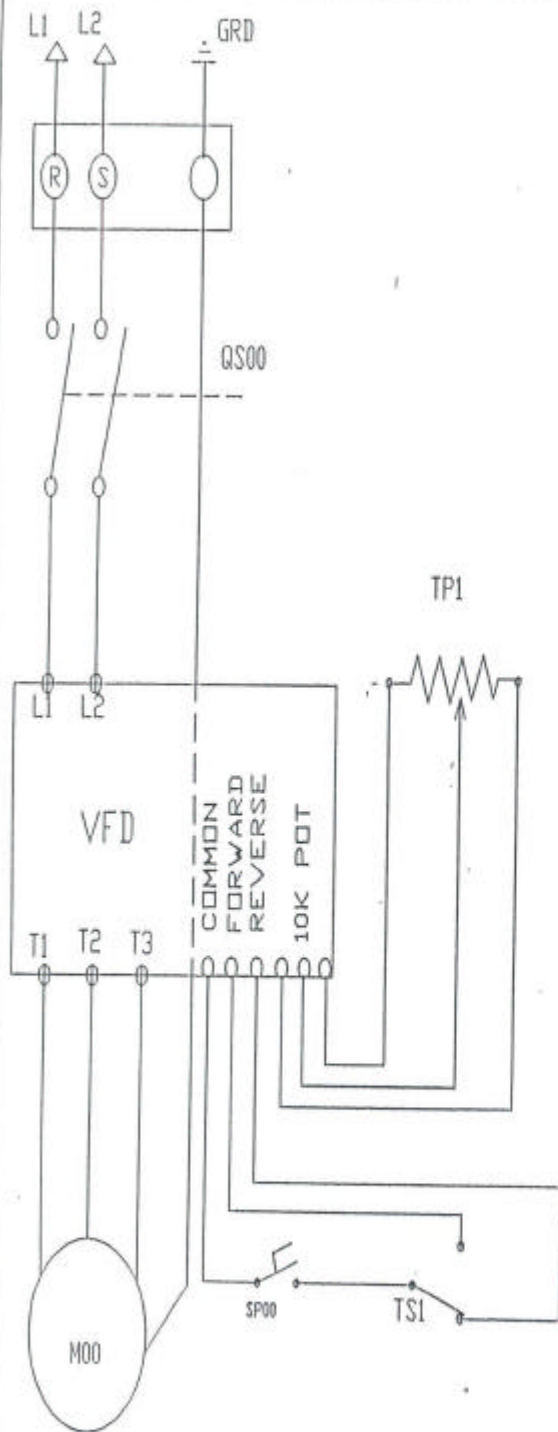 L1 L2 GRD
R S
QS00
TP1
L1 L2
VFD
COMMON
FORWARD
REVERSE
10K POT
T1 T2 T3
SP00
TS1
M00